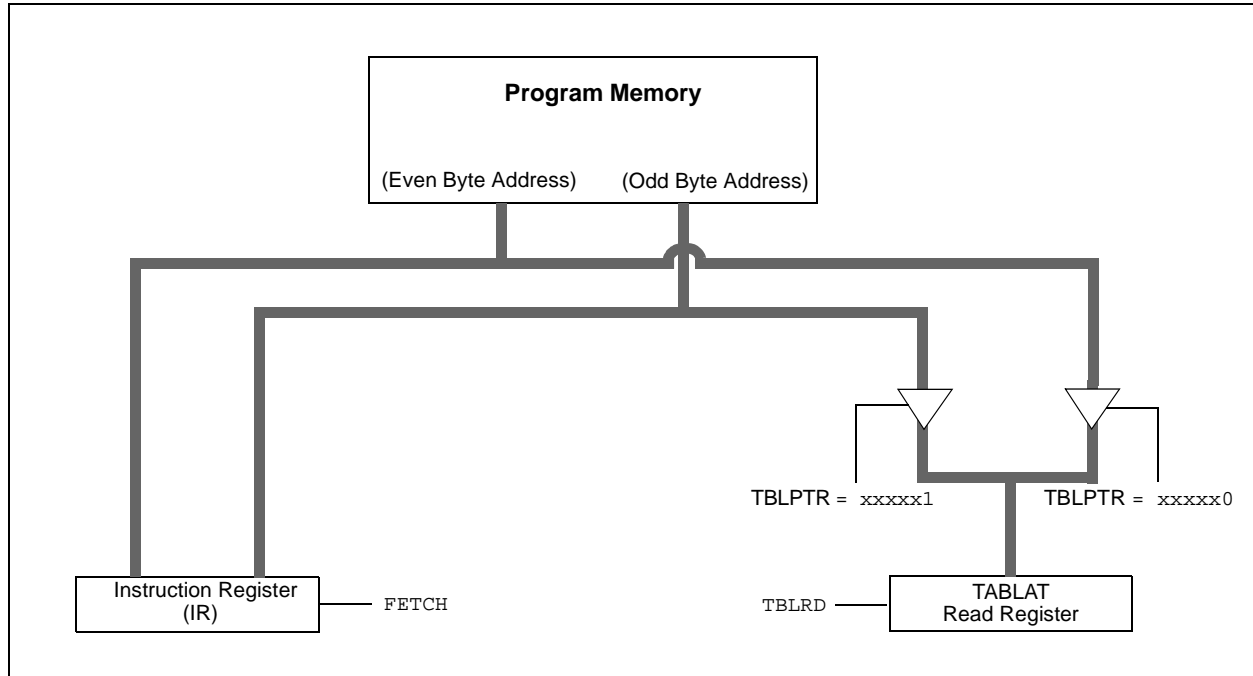 Program Memory
(Even Byte Address) (Odd Byte Address)
TBLPTR = xxxxx1
TBLPTR = xxxxx0
Instruction Register
(IR)
FETCH
TBLRD
TABLAT
Read Register